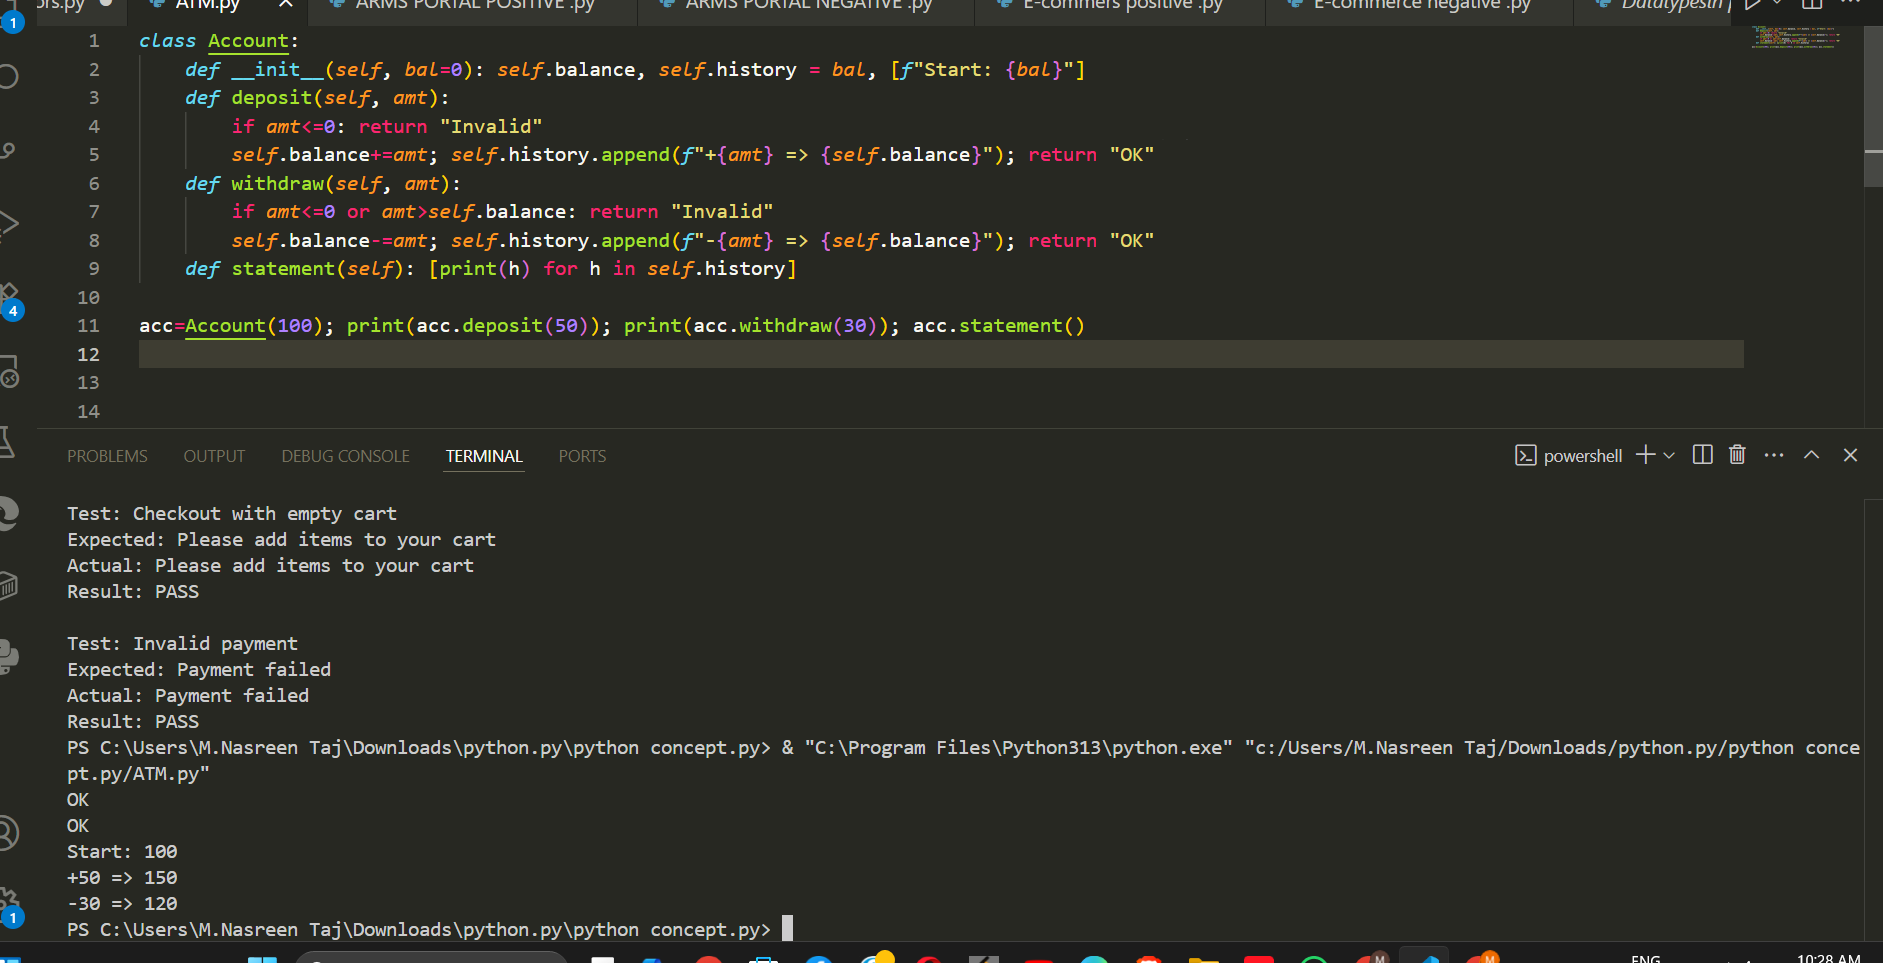 ors.py ATM.py ARMS PORTAL POSITIVE .py ARMS PORTAL NEGATIVE .py E-commers positive .py E-commerce negative .py
1 class Account:
2 def __init__(self, bal=0): self.balance, self.history = bal, [f"Start: {bal}"]
3 def deposit(self, amt):
4 if amt<=0: return "Invalid"
5 self.balance+=amt; self.history.append(f"+{amt} => {self.balance}"); return "OK"
6 def withdraw(self, amt):
7 if amt<=0 or amt>self.balance: return "Invalid"
8 self.balance-=amt; self.history.append(f"-{amt} => {self.balance}"); return "OK"
9 def statement(self): [print(h) for h in self.history]
10
11 acc=Account(100); print(acc.deposit(50)); print(acc.withdraw(30)); acc.statement()
12
13
14
1
4
1
PROBLEMS OUTPUT DEBUG CONSOLE TERMINAL PORTS powershell
Test: Checkout with empty cart
Expected: Please add items to your cart
Actual: Please add items to your cart
Result: PASS
Test: Invalid payment
Expected: Payment failed
Actual: Payment failed
Result: PASS
PS C:\Users\M.Nasreen Taj\Downloads\python.py\python concept.py> & "C:\Program Files\Python313\python.exe" "c:/Users/M.Nasreen Taj/Downloads/python.py/python conce
pt.py/ATM.py"
OK
OK
Start: 100
+50 => 150
-30 => 120
PS C:\Users\M.Nasreen Taj\Downloads\python.py\python concept.py>
M M ENG 10:28 AM